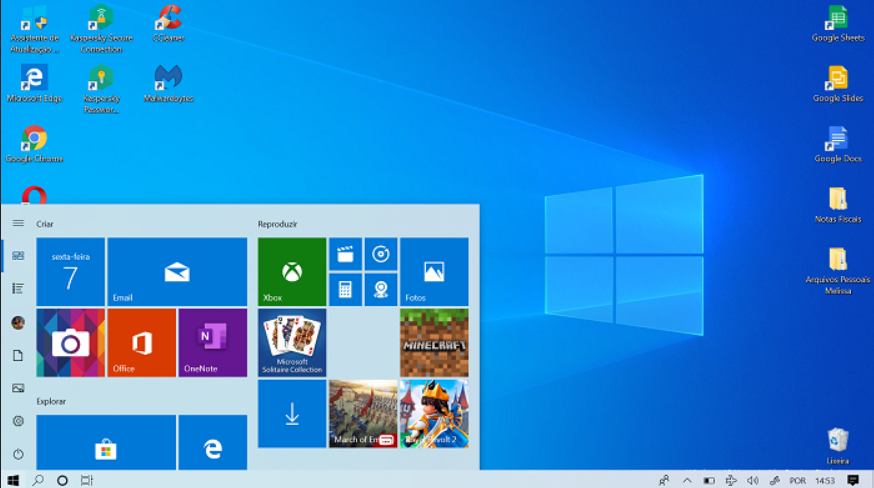 Assistente de
Atualização ...
Kaspersky Secure
Connection
CCleaner
Microsoft Edge
Kaspersky
Passwor...
Malwarebytes
Google Chrome
Google Sheets
Google Slides
Google Docs
Notas Fiscais
Arquivos Pessoais
Melissa
Lixeira
Criar
Reproduzir
sexta-feira
7
Email
Xbox
Fotos
Office
N
OneNote
Microsoft
Solitaire Collection
MINECRAFT
Explorar
March of Em
Royal Revolt 2
POR
14:53